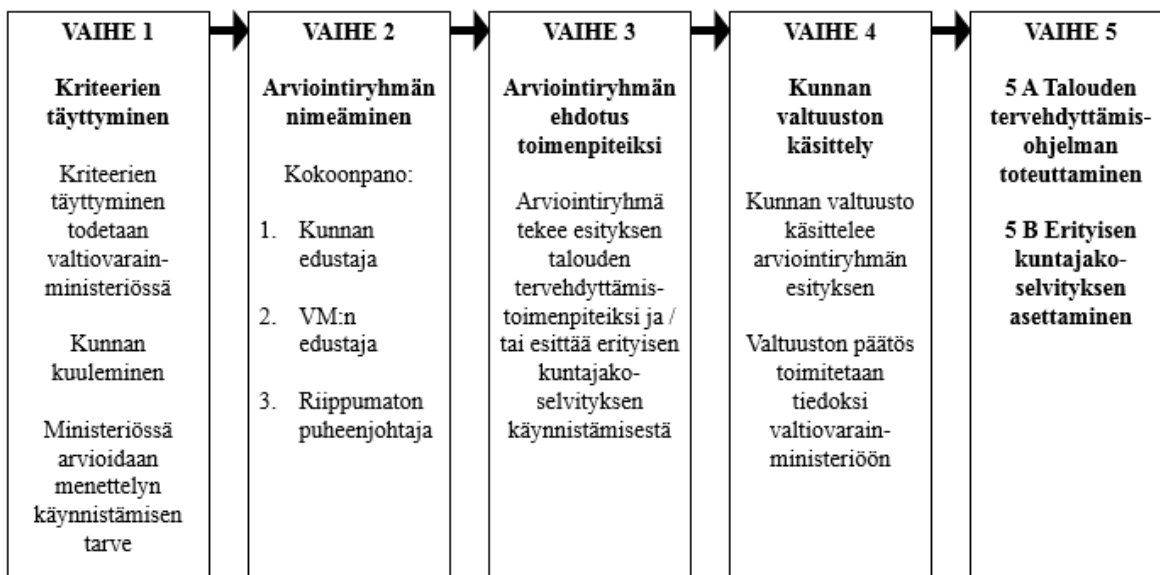 VAIHE 1
Kriteerien
täyttyminen
Kriteerien
täyttyminen
todetaan
valtiovarain-
ministeriössä
Kunnan
kuuleminen
Ministeriössä
arvioidaan
menettelyn
käynnistämisen
tarve
VAIHE 2
Arviointiryhmän
nimeäminen
Kokoonpano:
1. Kunnan
edustaja
2. VM:n
edustaja
3. Riippumaton
puheenjohtaja
VAIHE 3
Arviointiryhmän
ehdotus
toimenpiteiksi
Arviointiryhmä
tekee esityksen
talouden
tervehdyttämis-
toimenpiteiksi ja /
tai esittää erityisen
kuntajako-
selvityksen
käynnistämisestä
VAIHE 4
Kunnan
valtuuston
käsittely
Kunnan valtuusto
käsittelee
arviointiryhmän
esityksen
Valtuuston päätös
toimitetaan
tiedoksi
valtiovarain-
ministeriöön
VAIHE 5
5 A Talouden
tervehdyttämis-
ohjelman
toteuttaminen
5 B Erityisen
kuntajako-
selvityksen
asettaminen